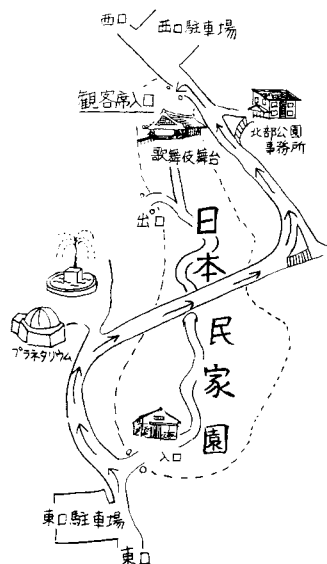 西口
西口駐車場
観客席入口
北部公園
事務所
歌舞伎舞台
出口
日本民家園
プラネタリウム
入口
東口駐車場
東口